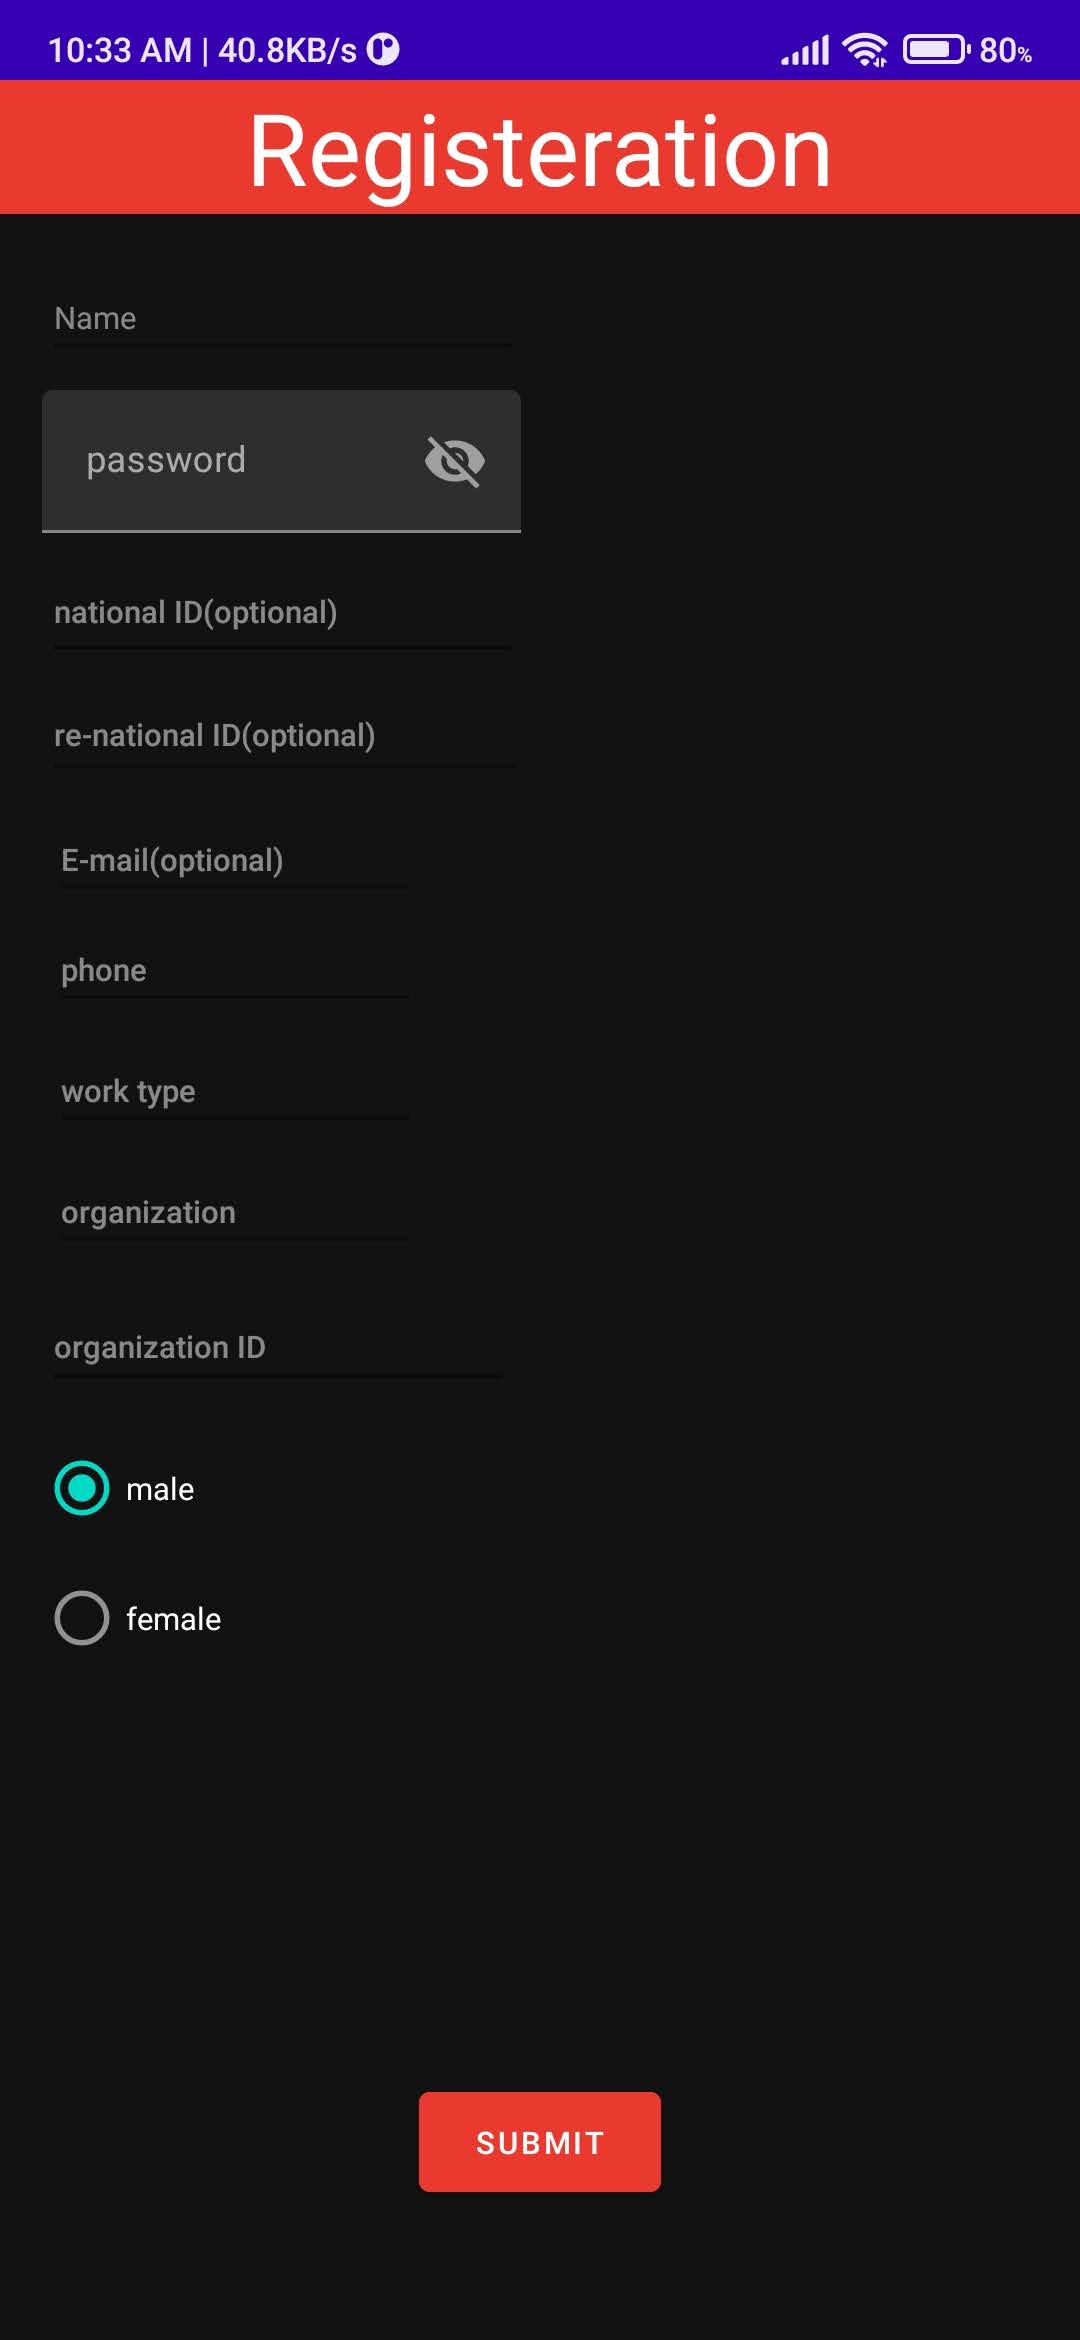 10:33 AM | 40.8KB/s 80%
Registeration
Name
password
national ID(optional)
re-national ID(optional)
E-mail(optional)
phone
work type
organization
organization ID
male
female
SUBMIT